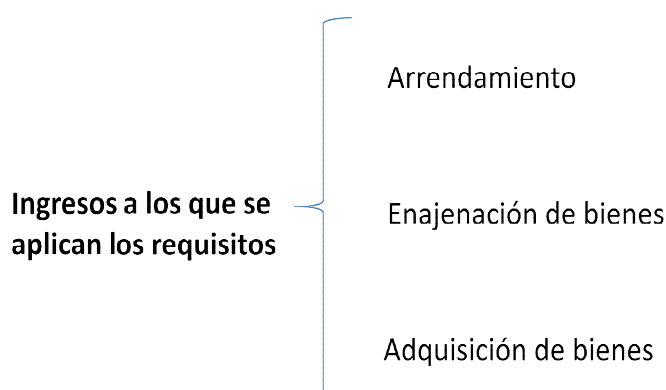 Ingresos a los que se
aplican los requisitos
Arrendamiento
Enajenación de bienes
Adquisición de bienes